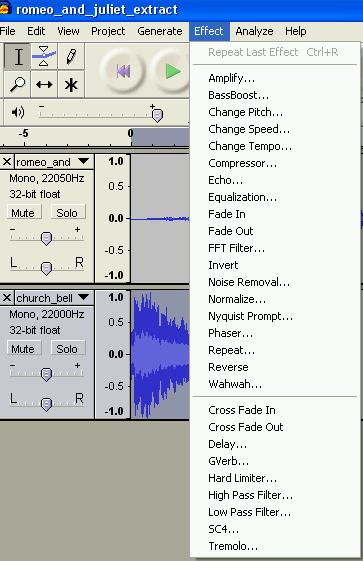 romeo_and_juliet_extract
File Edit View Project Generate Effect Analyze Help
Repeat Last Effect Ctrl+R
Amplify...
BassBoost...
Change Pitch...
Change Speed...
Change Tempo...
Compressor...
Echo...
Equalization...
Fade In
Fade Out
FFT Filter...
Invert
Noise Removal...
Normalize...
Nyquist Prompt...
Phaser...
Repeat...
Reverse
Wahwah...
Cross Fade In
Cross Fade Out
Delay...
GVerb...
Hard Limiter...
High Pass Filter...
Low Pass Filter...
SC4...
Tremolo...
- +
-5 0
romeo_and
Mono, 22050Hz
32-bit float
Mute Solo
- +
L R
1.0
0.5
0.0
-0.5
-1.0
church_bell
Mono, 22000Hz
32-bit float
Mute Solo
- +
L R
1.0
0.5
0.0
-0.5
-1.0